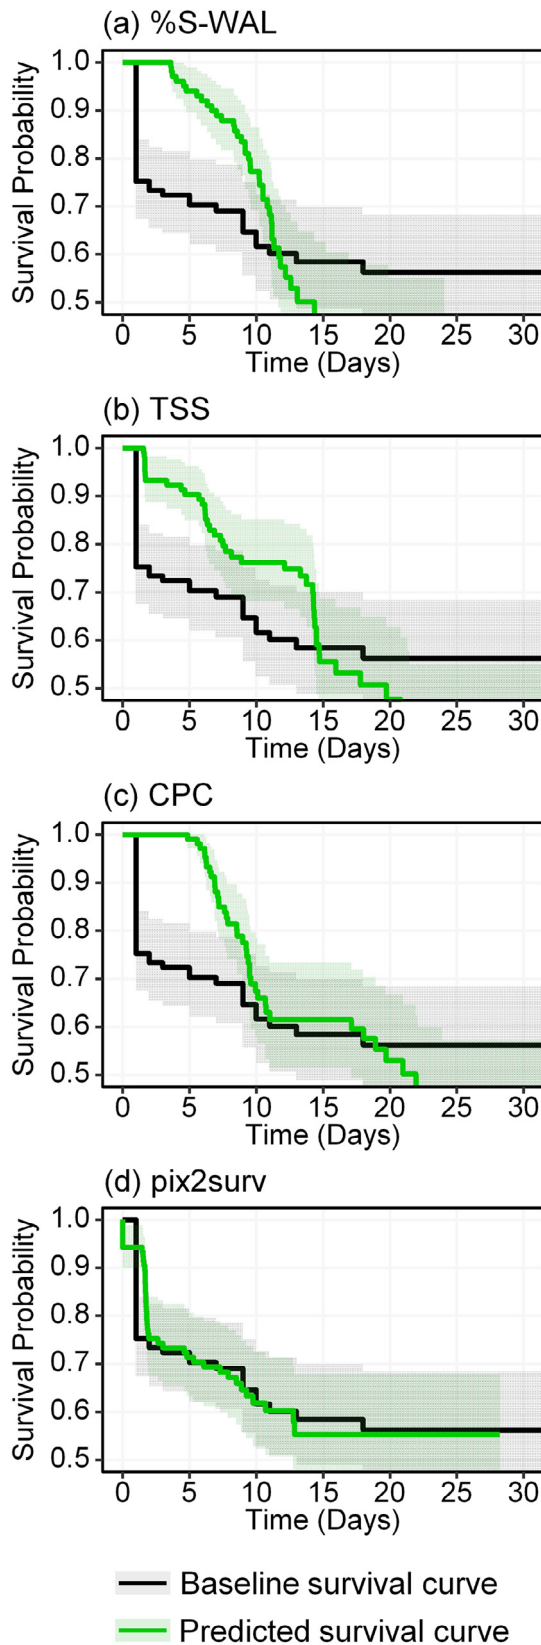 (a) %S-WAL
Survival Probability
1.0
0.9
0.8
0.7
0.6
0.5
0 5 10 15 20 25 30
Time (Days)
(b) TSS
Survival Probability
1.0
0.9
0.8
0.7
0.6
0.5
0 5 10 15 20 25 30
Time (Days)
(c) CPC
Survival Probability
1.0
0.9
0.8
0.7
0.6
0.5
0 5 10 15 20 25 30
Time (Days)
(d) pix2surv
Survival Probability
1.0
0.9
0.8
0.7
0.6
0.5
0 5 10 15 20 25 30
Time (Days)
Baseline survival curve
Predicted survival curve